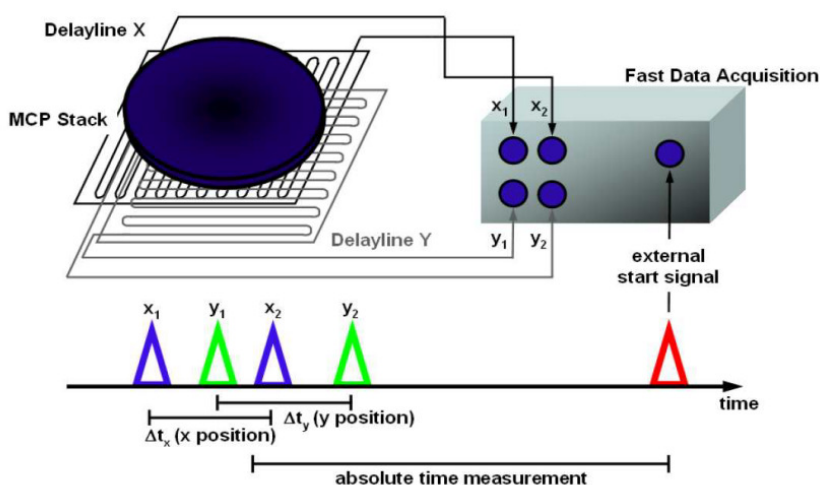 Delayline X
Fast Data Acquisition
MCP Stack
x₁ x₂
Delayline Y
y₁ y₂
external
start signal
x₁ y₁ x₂ y₂
time
Δtᵧ (y position)
Δtₓ (x position)
absolute time measurement